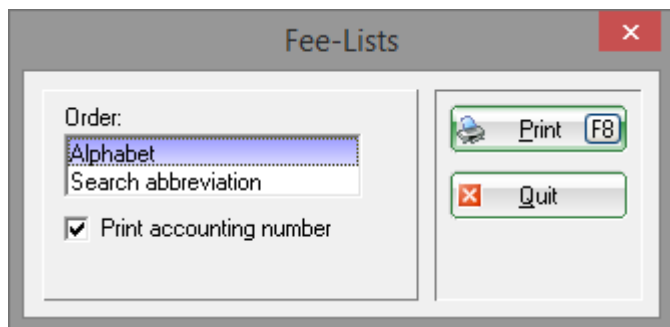 Fee-Lists
Order:
Alphabet
Search abbreviation
Print accounting number
Print F8
Quit